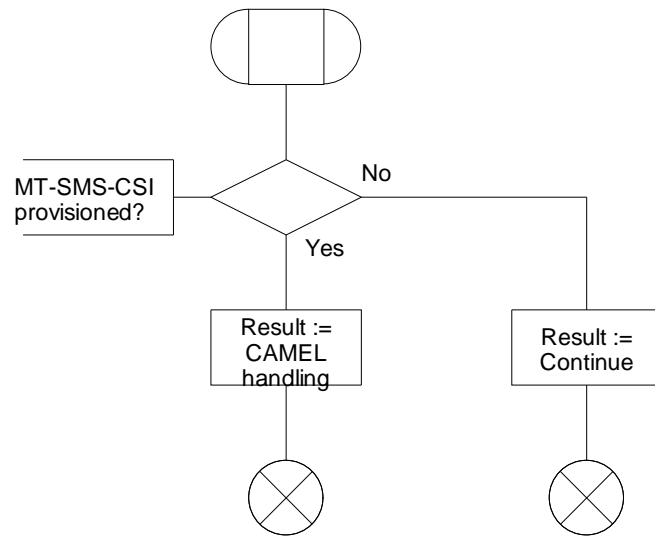 MT-SMS-CSI
provisioned?
No
Yes
Result :=
CAMEL
handling
Result :=
Continue